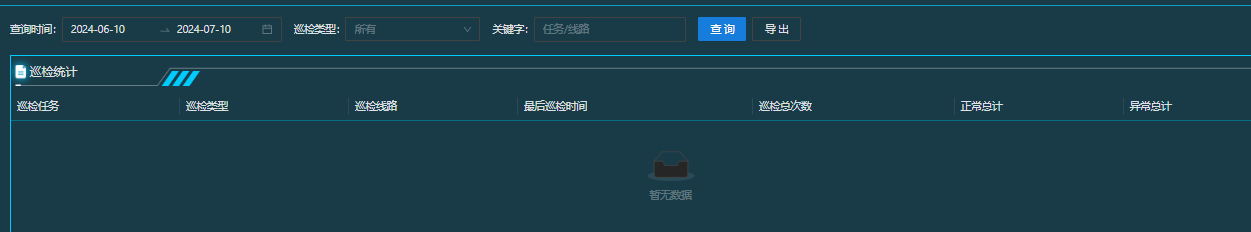 查询时间: 2024-06-10 → 2024-07-10 巡检类型: 所有 关键字: 任务/线路 查 询 导 出
巡检统计
巡检任务 巡检类型 巡检线路 最后巡检时间 巡检总次数 正常总计 异常总计
暂无数据